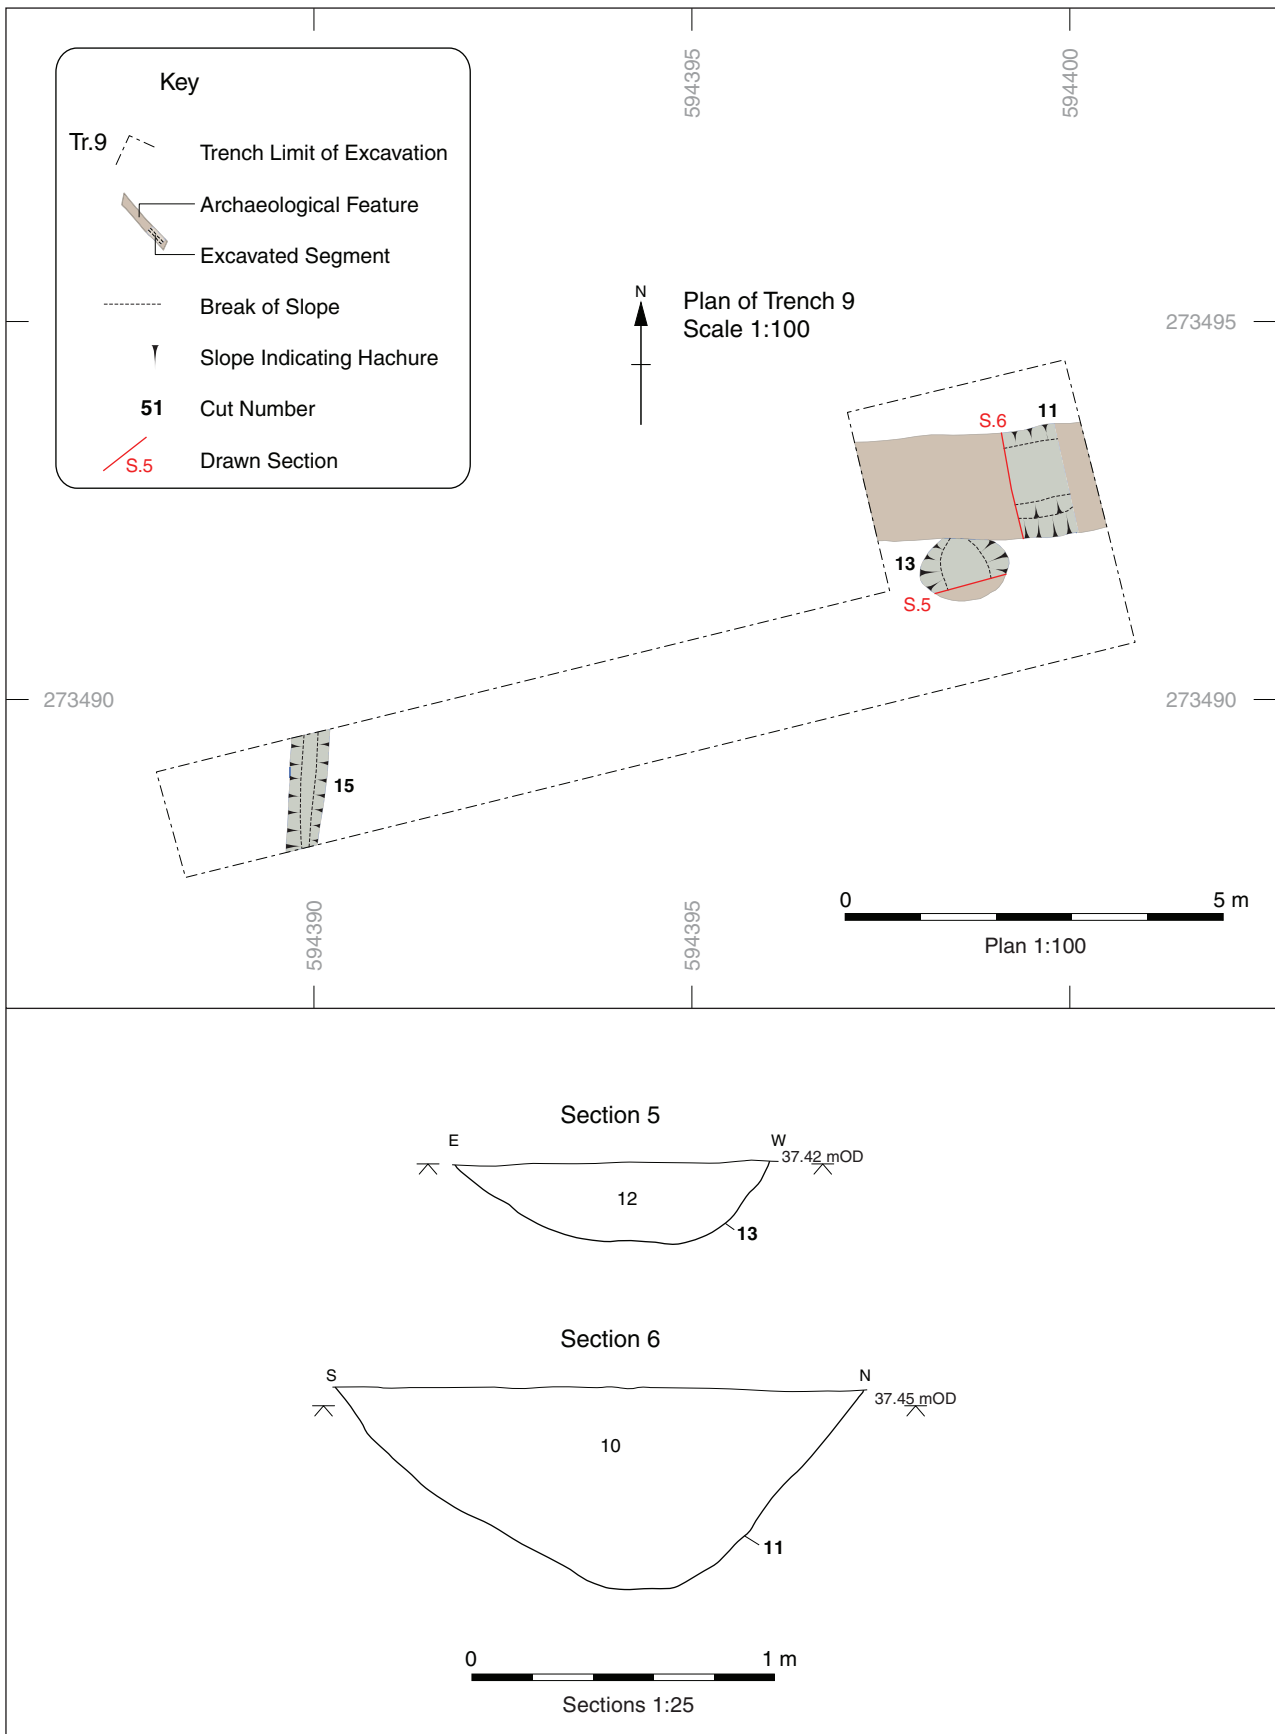 594395
594400
Key
Tr.9
Trench Limit of Excavation
Archaeological Feature
Excavated Segment
Break of Slope
Slope Indicating Hachure
51 Cut Number
S.5 Drawn Section
N
Plan of Trench 9
Scale 1:100
273495
S.6
11
13
S.5
273490
273490
15
594390
594395
0 5 m
Plan 1:100
Section 5
E W
37.42 mOD
12
13
Section 6
S N
37.45 mOD
10
11
0 1 m
Sections 1:25